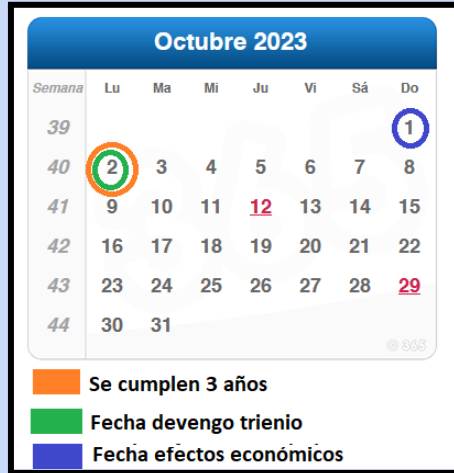 Octubre 2023
Semana Lu Ma Mi Ju Vi Sá Do
39 1
40 2 3 4 5 6 7 8
41 9 10 11 12 13 14 15
42 16 17 18 19 20 21 22
43 23 24 25 26 27 28 29
44 30 31
© 365
Se cumplen 3 años
Fecha devengo trienio
Fecha efectos económicos